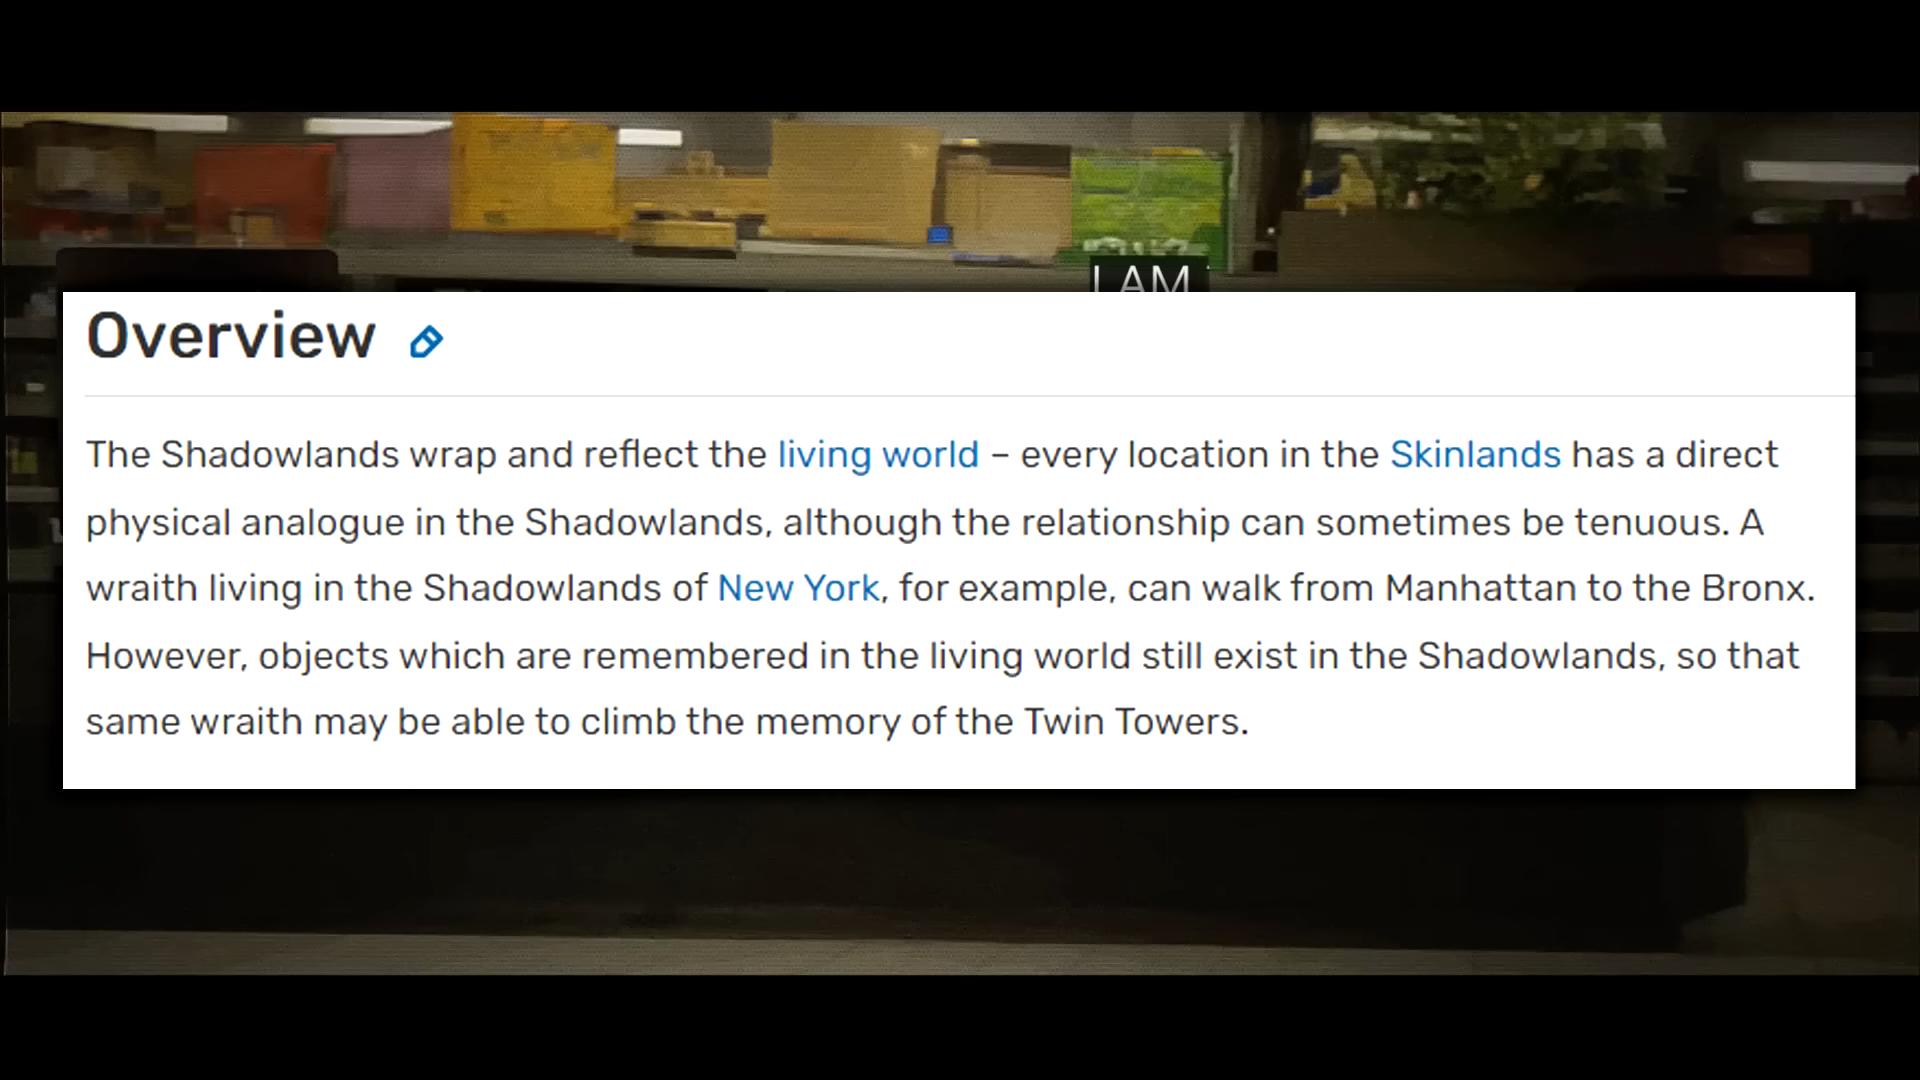 I AM
Overview
The Shadowlands wrap and reflect the living world – every location in the Skinlands has a direct
physical analogue in the Shadowlands, although the relationship can sometimes be tenuous. A
wraith living in the Shadowlands of New York, for example, can walk from Manhattan to the Bronx.
However, objects which are remembered in the living world still exist in the Shadowlands, so that
same wraith may be able to climb the memory of the Twin Towers.